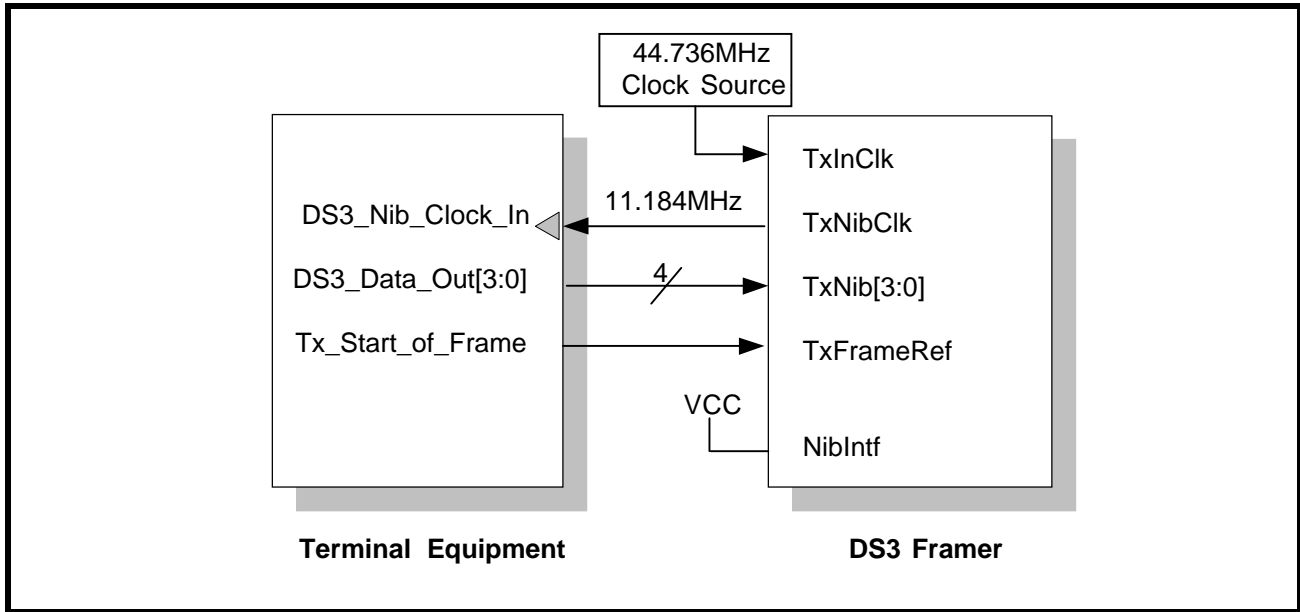 44.736MHz
Clock Source
TxInClk
11.184MHz
DS3_Nib_Clock_In
TxNibClk
DS3_Data_Out[3:0]
4
TxNib[3:0]
Tx_Start_of_Frame
TxFrameRef
VCC
NibIntf
Terminal Equipment
DS3 Framer